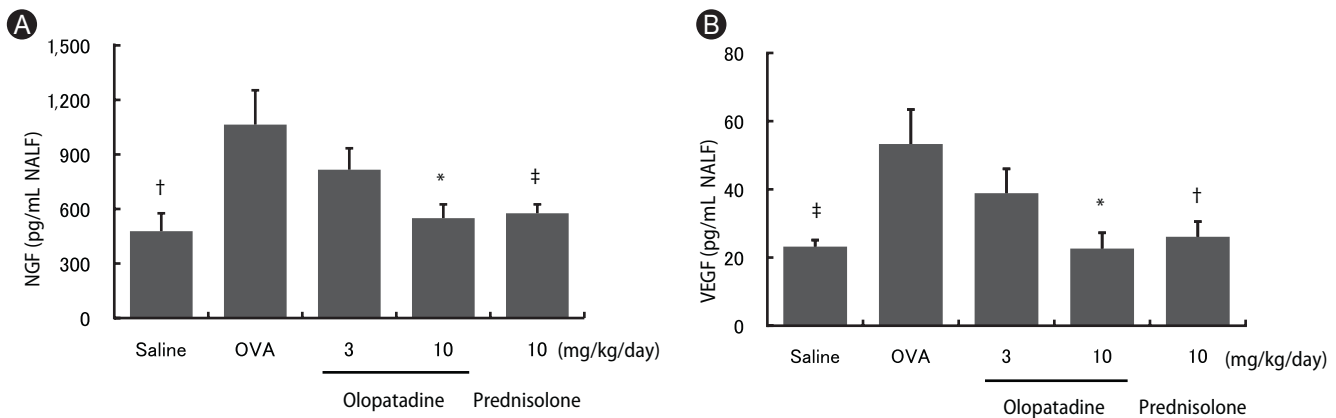 A
1,500
1,200
900
600
300
0
NGF (pg/mL NALF)
†
*
‡
Saline OVA 3 10 10 (mg/kg/day)
Olopatadine Prednisolone
B
80
60
40
20
0
VEGF (pg/mL NALF)
‡
*
†
Saline OVA 3 10 10 (mg/kg/day)
Olopatadine Prednisolone